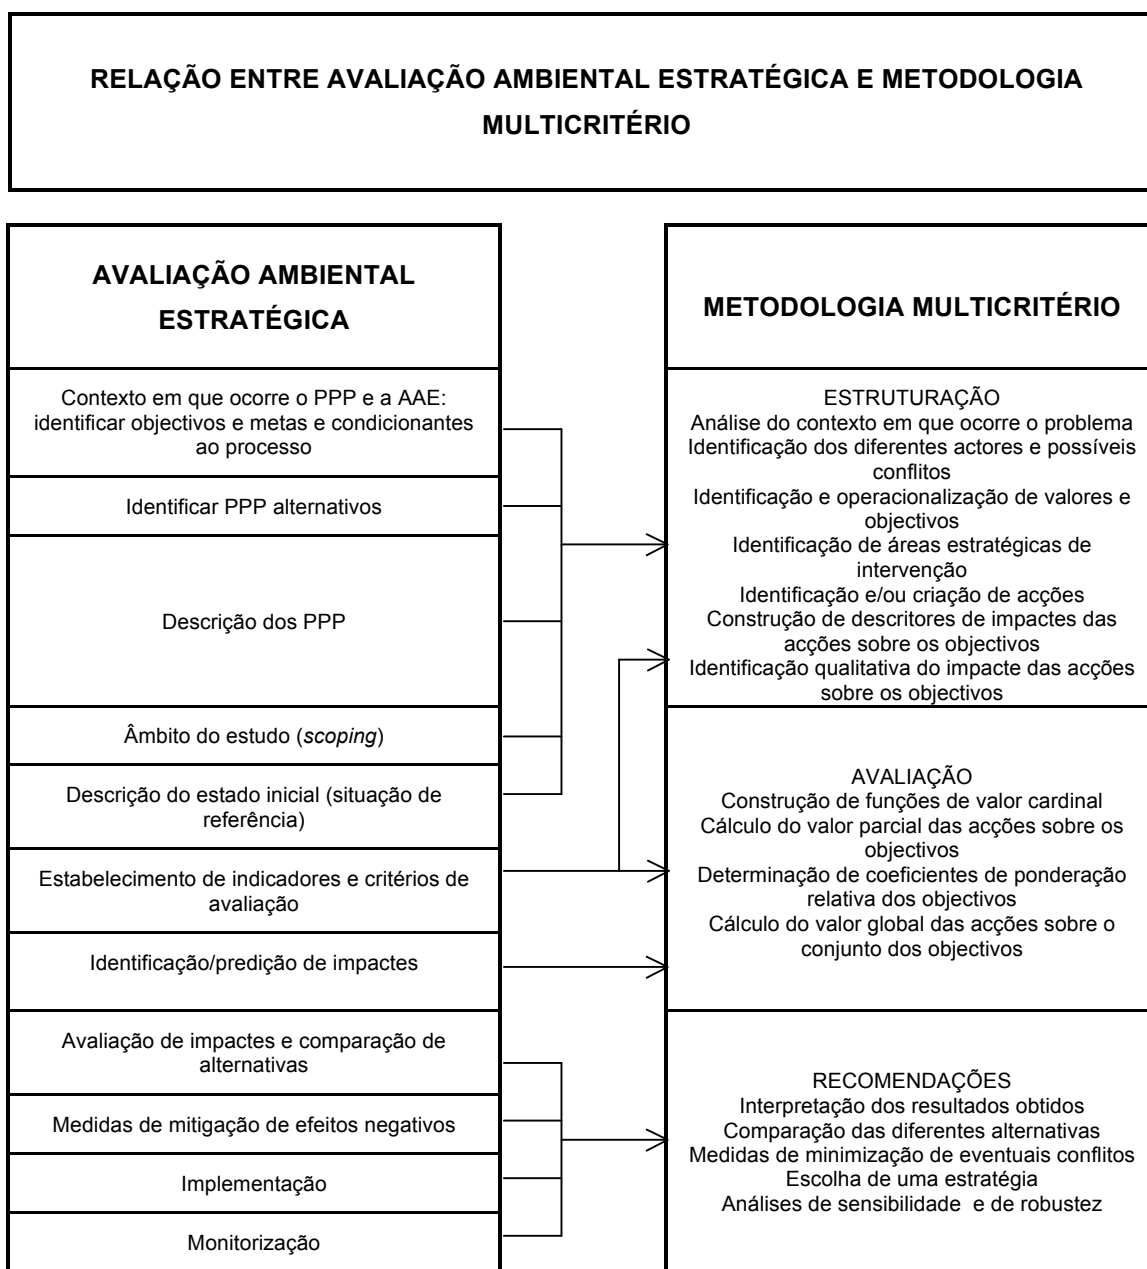 RELAÇÃO ENTRE AVALIAÇÃO AMBIENTAL ESTRATÉGICA E METODOLOGIA
MULTICRITÉRIO
AVALIAÇÃO AMBIENTAL
ESTRATÉGICA
Contexto em que ocorre o PPP e a AAE:
identificar objectivos e metas e condicionantes
ao processo
Identificar PPP alternativos
Descrição dos PPP
Âmbito do estudo (scoping)
Descrição do estado inicial (situação de
referência)
Estabelecimento de indicadores e critérios de
avaliação
Identificação/predição de impactes
Avaliação de impactes e comparação de
alternativas
Medidas de mitigação de efeitos negativos
Implementação
Monitorização
METODOLOGIA MULTICRITÉRIO
ESTRUTURAÇÃO
Análise do contexto em que ocorre o problema
Identificação dos diferentes actores e possíveis
conflitos
Identificação e operacionalização de valores e
objectivos
Identificação de áreas estratégicas de
intervenção
Identificação e/ou criação de acções
Construção de descritores de impactes das
acções sobre os objectivos
Identificação qualitativa do impacte das acções
sobre os objectivos
AVALIAÇÃO
Construção de funções de valor cardinal
Cálculo do valor parcial das acções sobre os
objectivos
Determinação de coeficientes de ponderação
relativa dos objectivos
Cálculo do valor global das acções sobre o
conjunto dos objectivos
RECOMENDAÇÕES
Interpretação dos resultados obtidos
Comparação das diferentes alternativas
Medidas de minimização de eventuais conflitos
Escolha de uma estratégia
Análises de sensibilidade e de robustez